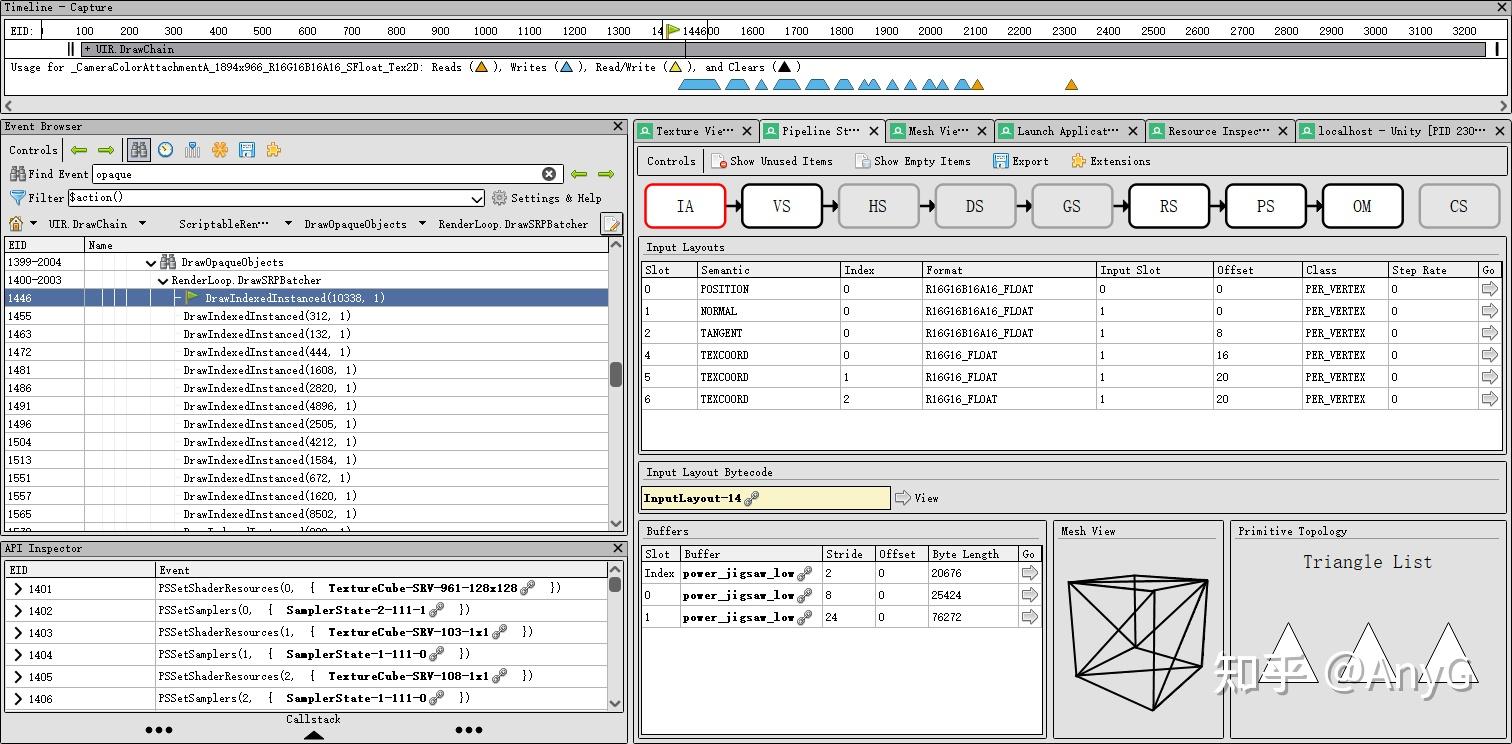 Timeline - Capture
EID: 100 200 300 400 500 600 700 800 900 1000 1100 1200 1300 14 1446 00 1600 1700 1800 1900 2000 2100 2200 2300 2400 2500 2600 2700 2800 2900 3000 3100 3200
+ UIR.DrawChain
Usage for _CameraColorAttachmentA_1894x966_R16G16B16A16_SFloat_Tex2D: Reads ( ), Writes ( ), Read/Write ( ), and Clears ( )
Event Browser
Controls
Find Event opaque
Filter $action() Settings & Help
UIR.DrawChain ScriptableRen··· DrawOpaqueObjects RenderLoop.DrawSRPBatcher
EID Name
1399-2004 DrawOpaqueObjects
1400-2003 RenderLoop.DrawSRPBatcher
1446 DrawIndexedInstanced(10338, 1)
1455 DrawIndexedInstanced(312, 1)
1463 DrawIndexedInstanced(132, 1)
1472 DrawIndexedInstanced(444, 1)
1481 DrawIndexedInstanced(1608, 1)
1486 DrawIndexedInstanced(2820, 1)
1491 DrawIndexedInstanced(4896, 1)
1496 DrawIndexedInstanced(2505, 1)
1504 DrawIndexedInstanced(4212, 1)
1513 DrawIndexedInstanced(1584, 1)
1551 DrawIndexedInstanced(672, 1)
1557 DrawIndexedInstanced(1620, 1)
1565 DrawIndexedInstanced(8502, 1)
API Inspector
EID Event
1401 PSSetShaderResources(0, { TextureCube-SRV-961-128x128 })
1402 PSSetSamplers(0, { SamplerState-2-111-1 })
1403 PSSetShaderResources(1, { TextureCube-SRV-103-1x1 })
1404 PSSetSamplers(1, { SamplerState-1-111-0 })
1405 PSSetShaderResources(2, { TextureCube-SRV-108-1x1 })
1406 PSSetSamplers(2, { SamplerState-1-111-0 })
Callstack
Texture Vie··· Pipeline St··· Mesh Vie··· Launch Applicat··· Resource Inspec··· localhost - Unity [PID 230···
Controls Show Unused Items Show Empty Items Export Extensions
IA VS HS DS GS RS PS OM CS
Input Layouts
Slot Semantic Index Format Input Slot Offset Class Step Rate Go
0 POSITION 0 R16G16B16A16_FLOAT 0 0 PER_VERTEX 0
1 NORMAL 0 R16G16B16A16_FLOAT 1 0 PER_VERTEX 0
2 TANGENT 0 R16G16B16A16_FLOAT 1 8 PER_VERTEX 0
4 TEXCOORD 0 R16G16_FLOAT 1 16 PER_VERTEX 0
5 TEXCOORD 1 R16G16_FLOAT 1 20 PER_VERTEX 0
6 TEXCOORD 2 R16G16_FLOAT 1 20 PER_VERTEX 0
Input Layout Bytecode
InputLayout-14 View
Buffers
Slot Buffer Stride Offset Byte Length Go
Index power_jigsaw_low 2 0 20676
0 power_jigsaw_low 8 0 25424
1 power_jigsaw_low 24 0 76272
Mesh View
Primitive Topology
Triangle List
知乎 @AnyG